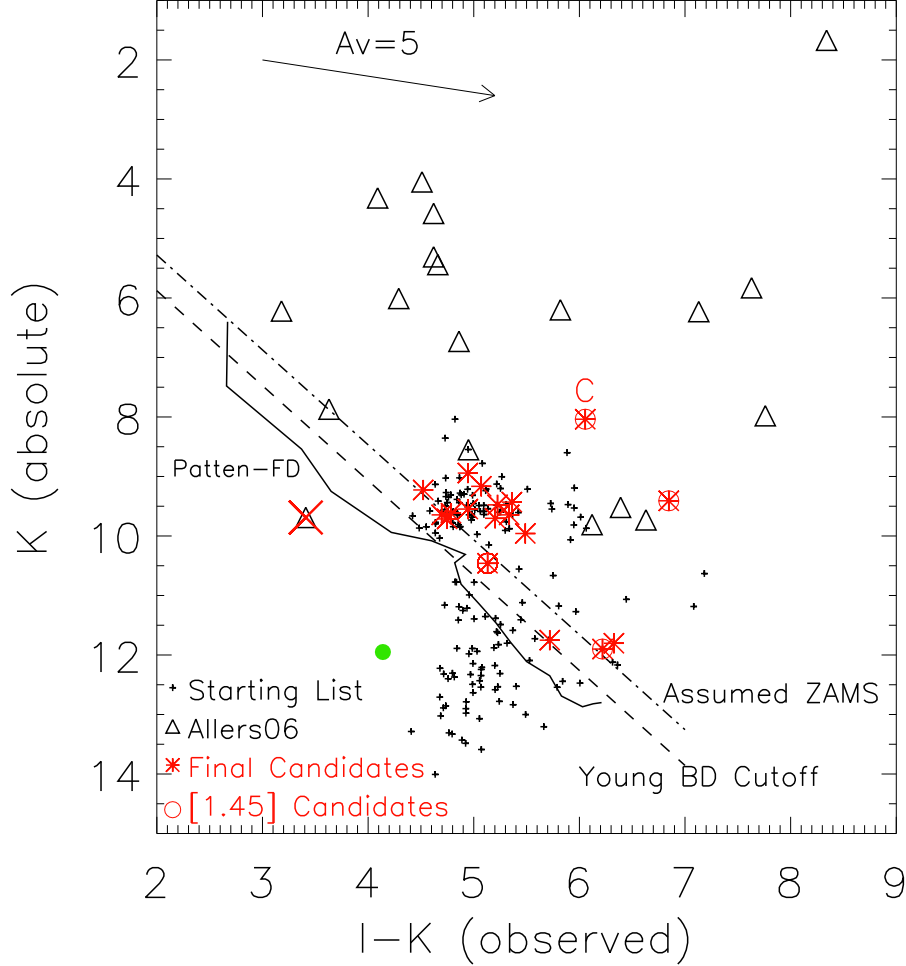 Av=5
2
4
6
8
10
12
14
K (absolute)
C
Patten-FD
Starting List
Allers06
Final Candidates
[1.45] Candidates
Assumed ZAMS
Young BD Cutoff
2 3 4 5 6 7 8 9
I-K (observed)